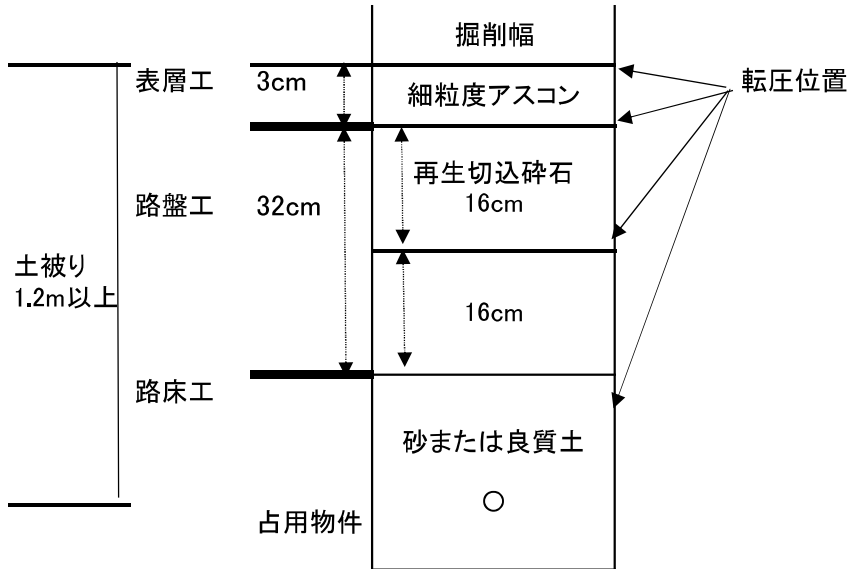 掘削幅
表層工
3cm
細粒度アスコン
転圧位置
再生切込砕石
16cm
路盤工
32cm
土被り
1.2m以上
16cm
路床工
砂または良質土
占用物件